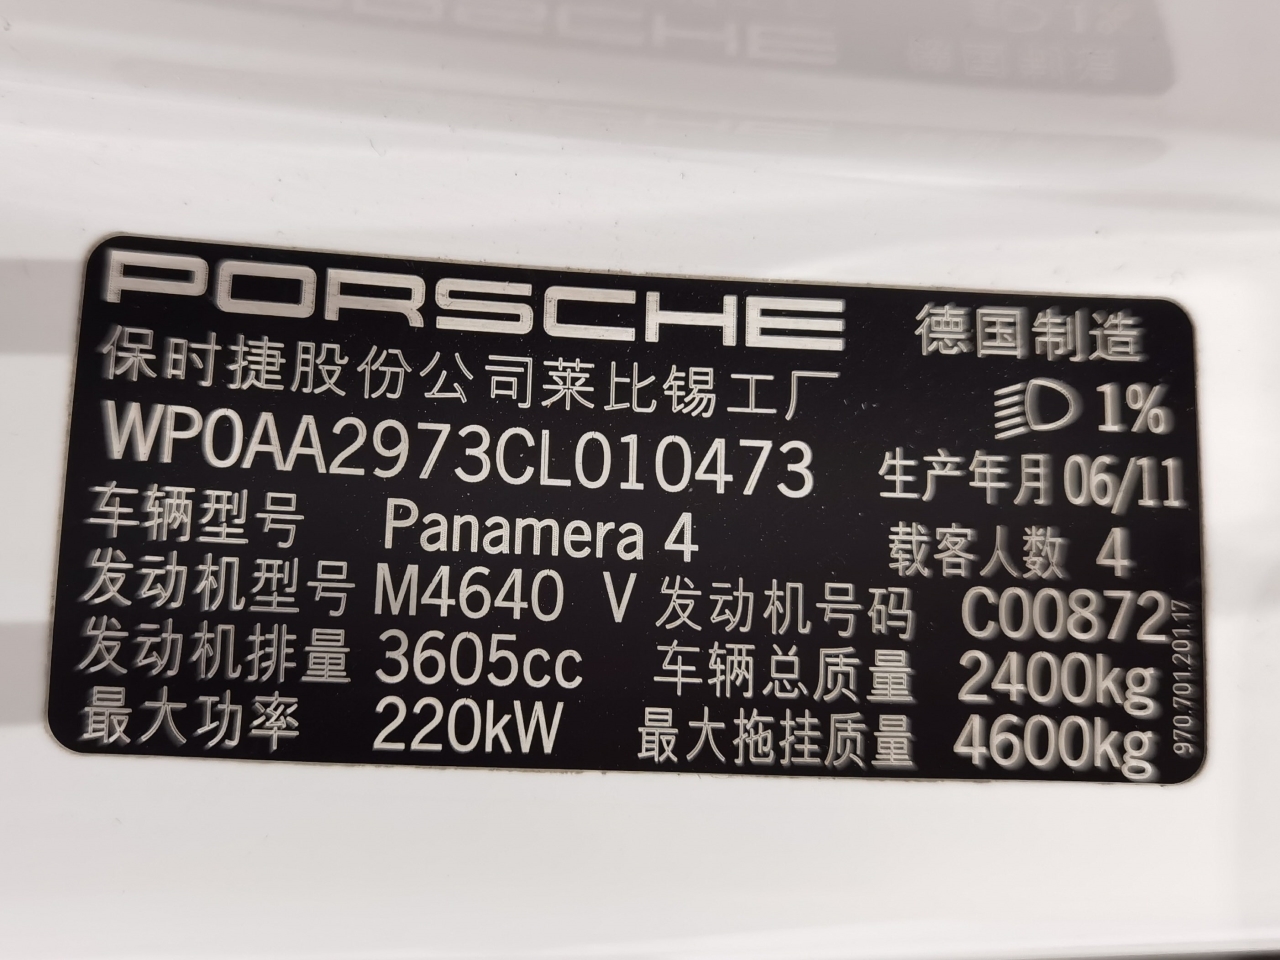 PORSCHE 德国制造
保时捷股份公司莱比锡工厂 1%
WP0AA2973CL010473 生产年月 06/11
车辆型号 Panamera 4 载客人数 4
发动机型号 M4640 V 发动机号码 C00872
发动机排量 3605cc 车辆总质量 2400kg
最大功率 220kW 最大拖挂质量 4600kg
970.701.201.17